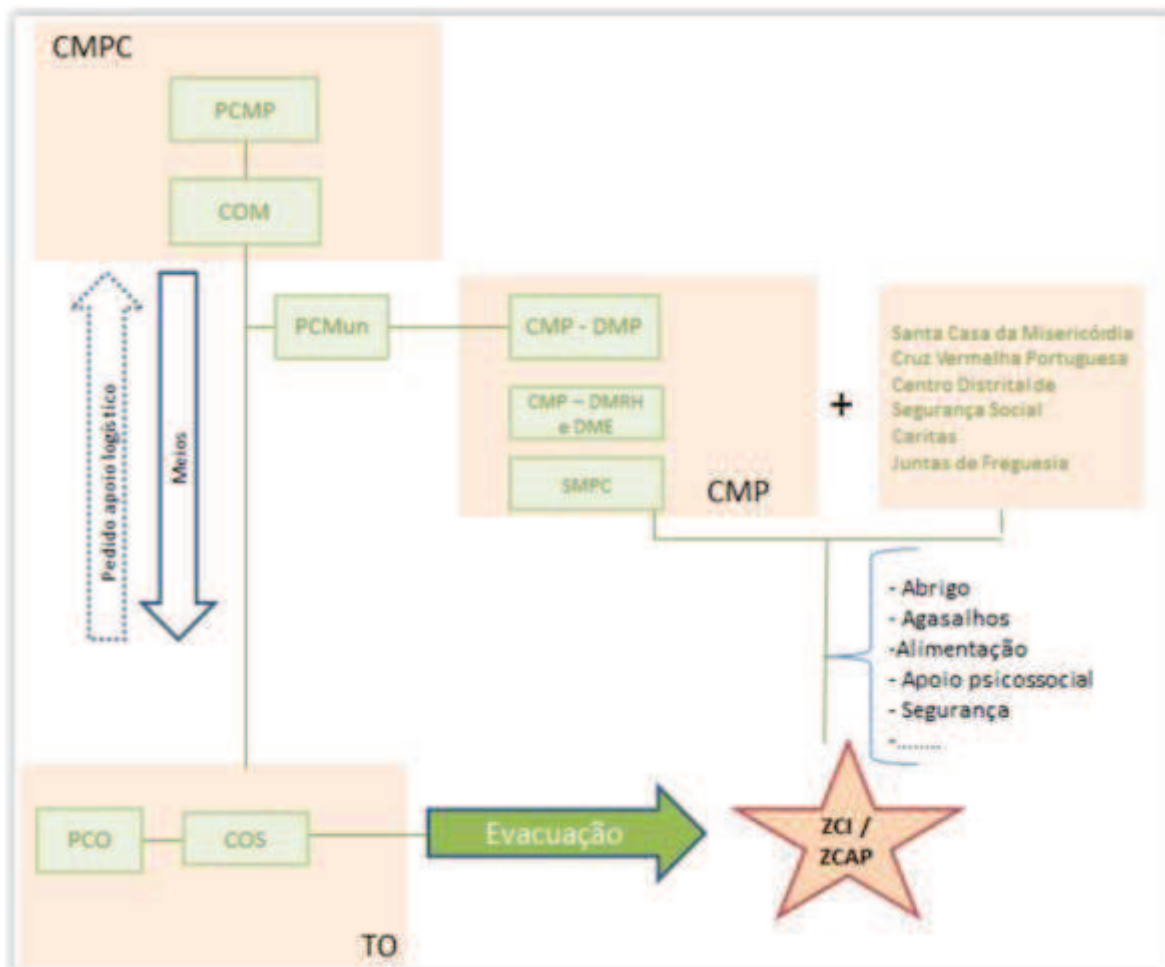 CMPC
PCMP
COM
Pedido apoio logístico
Meios
PCMun
CMP - DMP
CMP – DMRH
e DME
SMPC
CMP
+
Santa Casa da Misericórdia
Cruz Vermelha Portuguesa
Centro Distrital de
Segurança Social
Caritas
Juntas de Freguesia
- Abrigo
- Agasalhos
-Alimentação
- Apoio psicossocial
- Segurança
-........
PCO
COS
TO
Evacuação
ZCI /
ZCAP